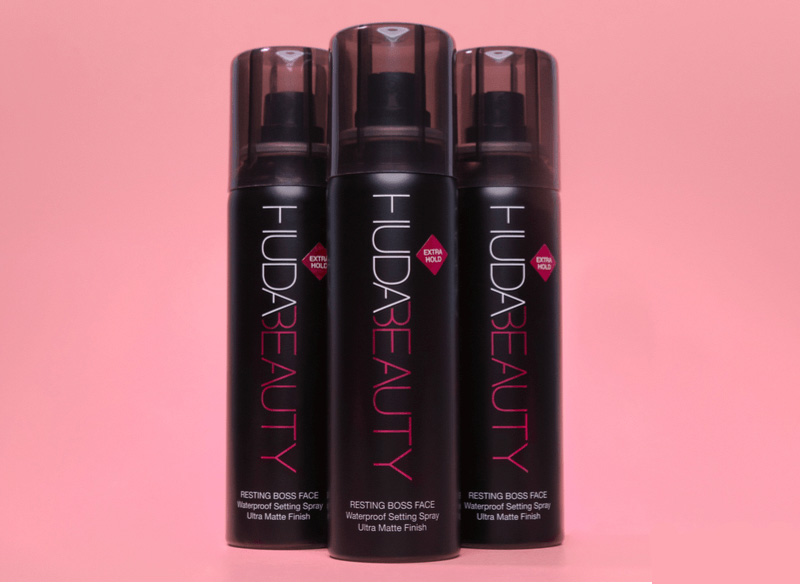 HUDABEAUTY
EXTRA
HOLD
RESTING BOSS FACE
Waterproof Setting Spray
Ultra Matte Finish
HUDABEAUTY
EXTRA
HOLD
RESTING BOSS FACE
Waterproof Setting Spray
Ultra Matte Finish
HUDABEAUTY
EXTRA
HOLD
RESTING BOSS FACE
Waterproof Setting Spray
Ultra Matte Finish